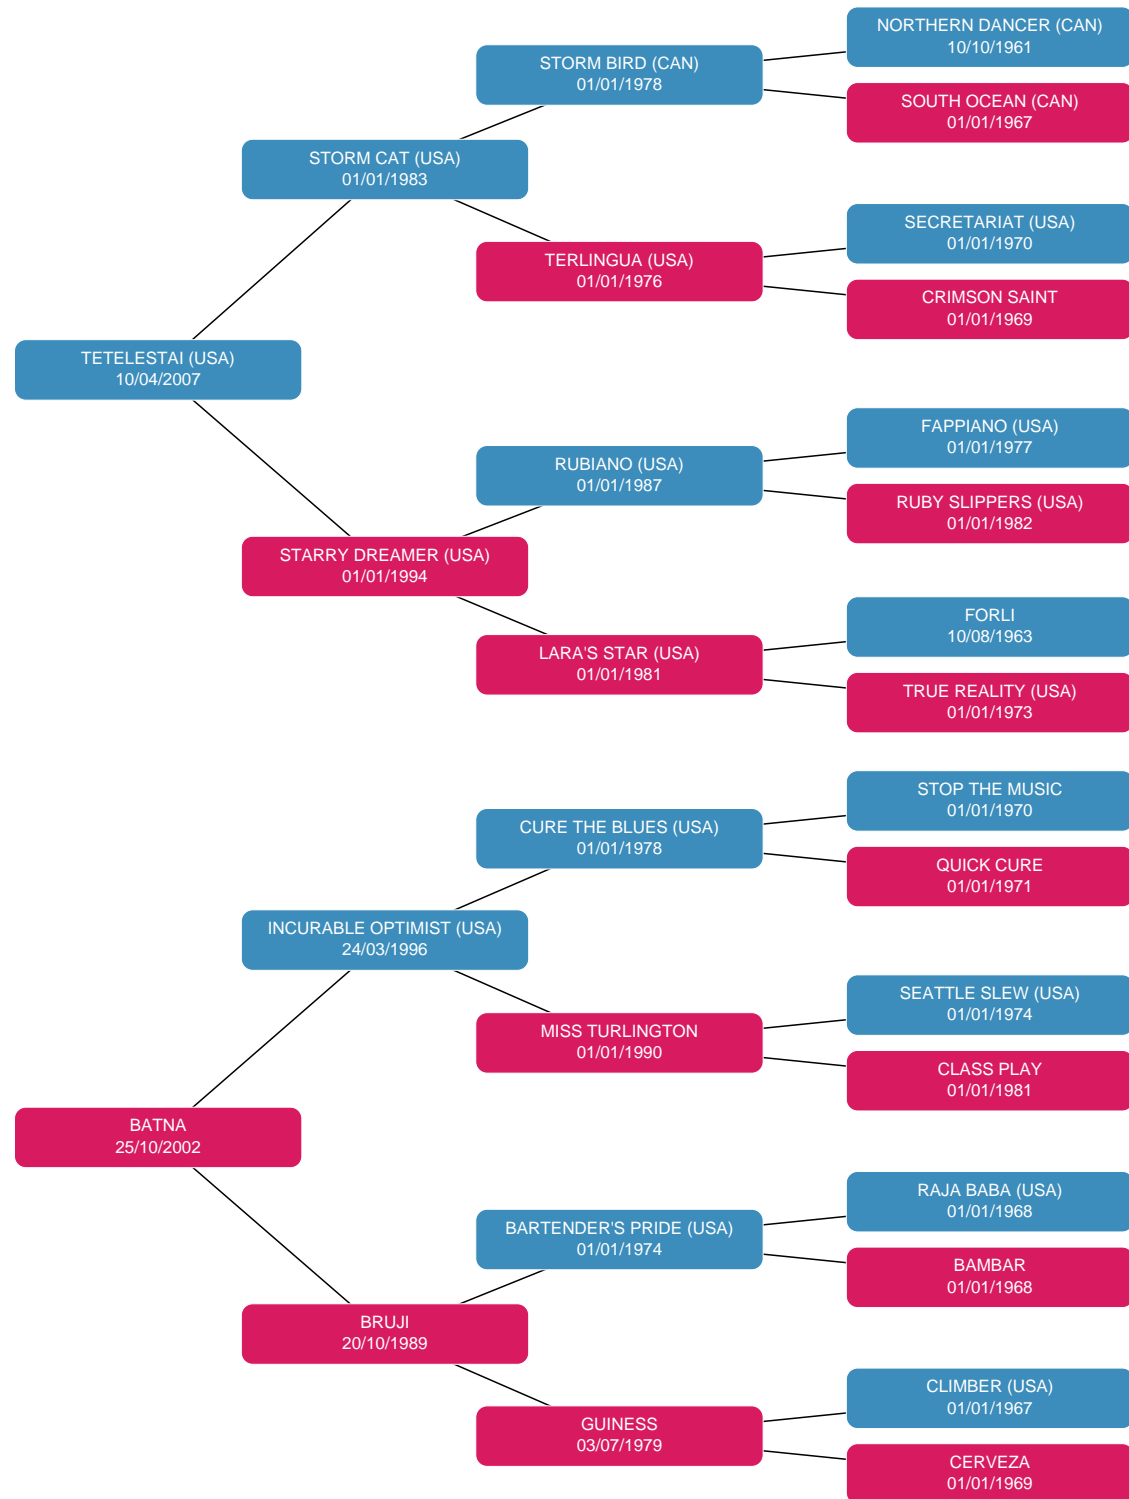 NORTHERN DANCER (CAN)
10/10/1961
STORM BIRD (CAN)
01/01/1978
SOUTH OCEAN (CAN)
01/01/1967
STORM CAT (USA)
01/01/1983
SECRETARIAT (USA)
01/01/1970
TERLINGUA (USA)
01/01/1976
CRIMSON SAINT
01/01/1969
TETELESTAI (USA)
10/04/2007
FAPPIANO (USA)
01/01/1977
RUBIANO (USA)
01/01/1987
RUBY SLIPPERS (USA)
01/01/1982
STARRY DREAMER (USA)
01/01/1994
FORLI
10/08/1963
LARA'S STAR (USA)
01/01/1981
TRUE REALITY (USA)
01/01/1973
STOP THE MUSIC
01/01/1970
CURE THE BLUES (USA)
01/01/1978
QUICK CURE
01/01/1971
INCURABLE OPTIMIST (USA)
24/03/1996
SEATTLE SLEW (USA)
01/01/1974
MISS TURLINGTON
01/01/1990
CLASS PLAY
01/01/1981
BATNA
25/10/2002
RAJA BABA (USA)
01/01/1968
BARTENDER'S PRIDE (USA)
01/01/1974
BAMBAR
01/01/1968
BRUJI
20/10/1989
CLIMBER (USA)
01/01/1967
GUINESS
03/07/1979
CERVEZA
01/01/1969